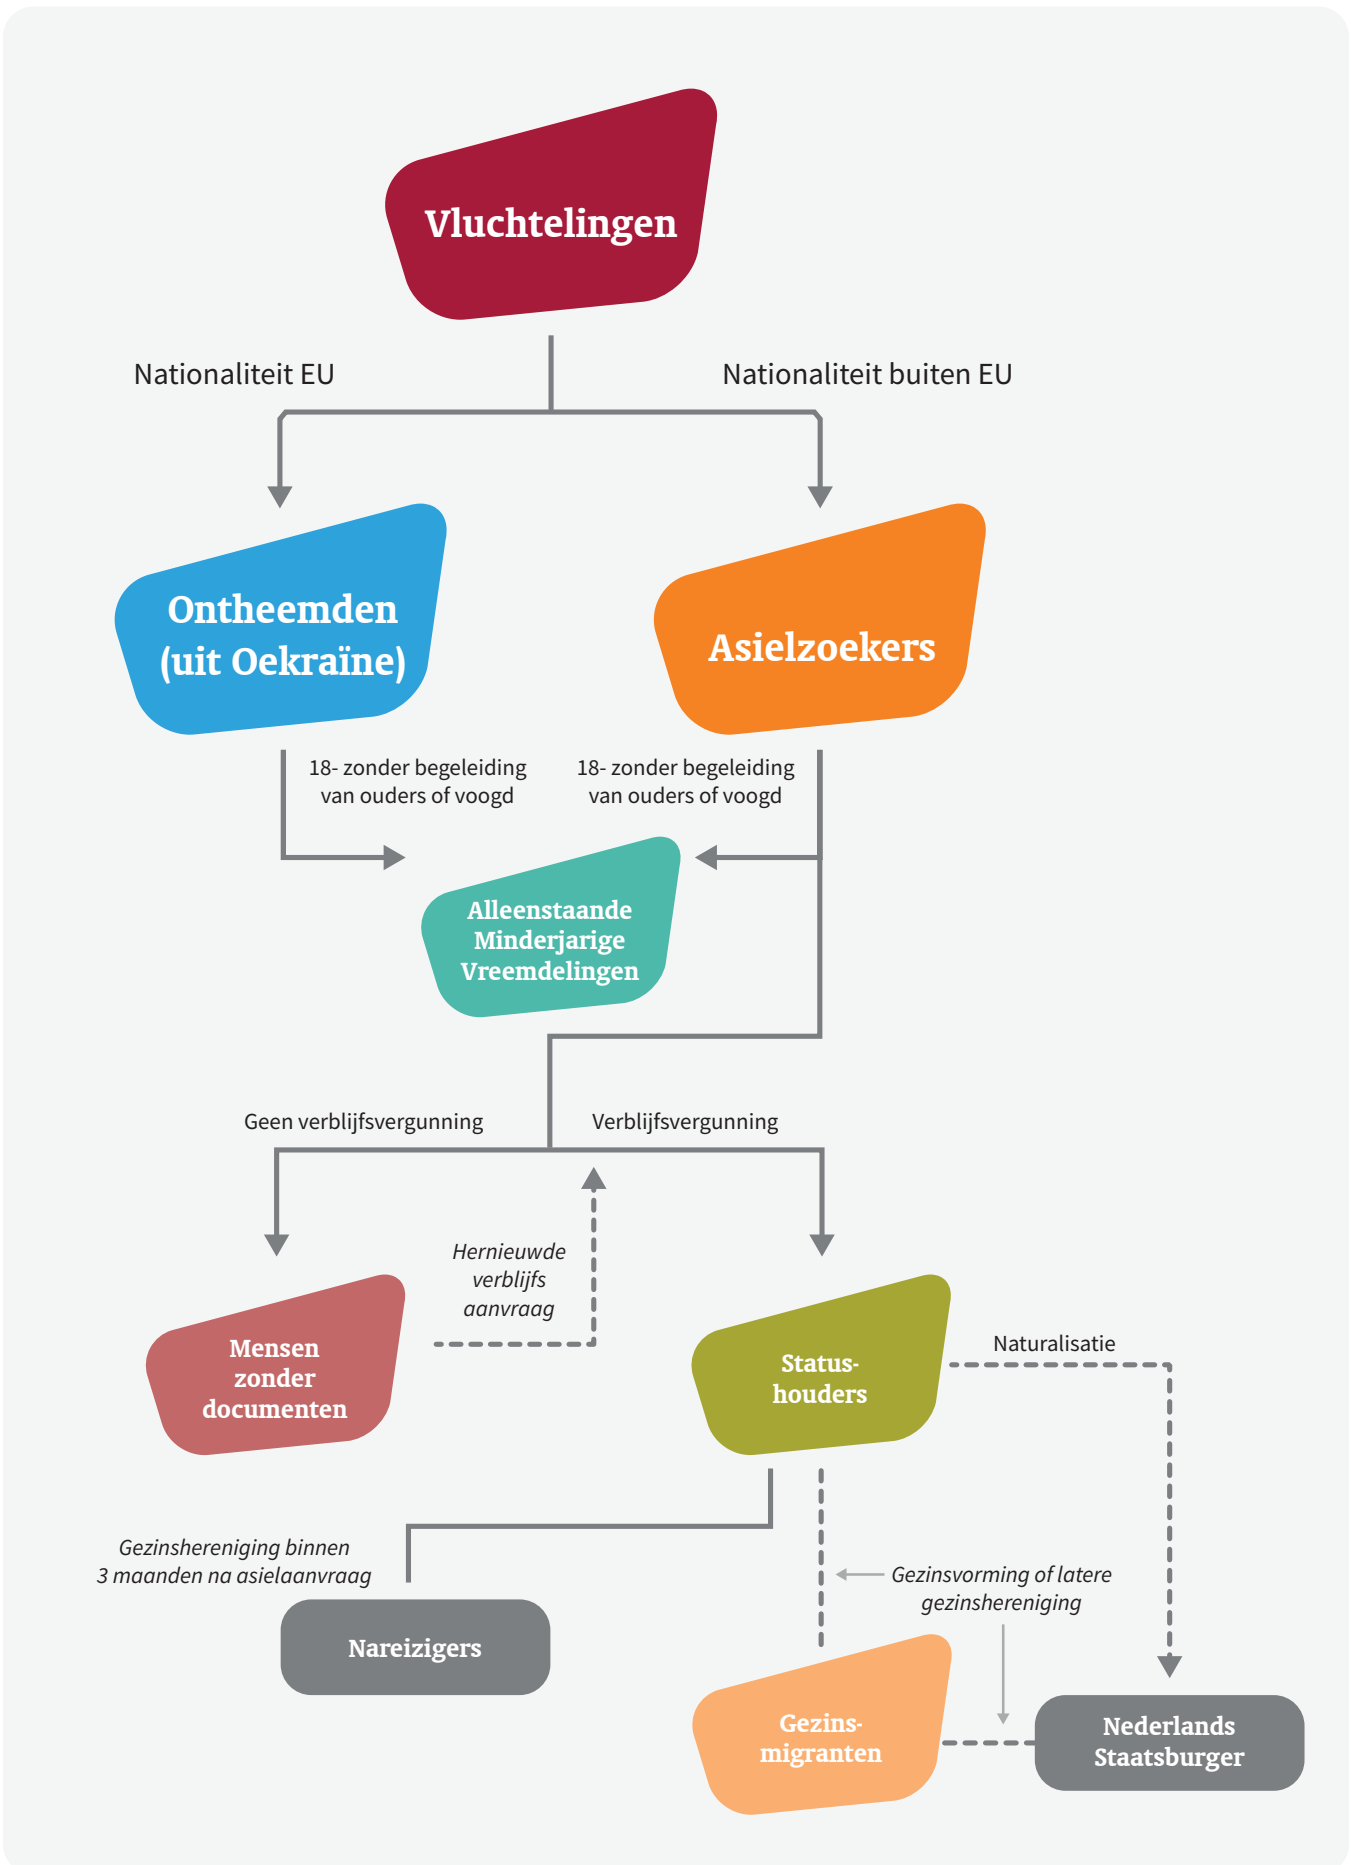 Vluchtelingen
Nationaliteit EU
Nationaliteit buiten EU
Ontheemden
(uit Oekraïne)
Asielzoekers
18- zonder begeleiding
van ouders of voogd
18- zonder begeleiding
van ouders of voogd
Alleenstaande
Minderjarige
Vreemdelingen
Geen verblijfsvergunning
Verblijfsvergunning
Hernieuwde
verblijfs
aanvraag
Mensen
zonder
documenten
Status-
houders
Naturalisatie
Gezinshereniging binnen
3 maanden na asielaanvraag
Gezinsvorming of latere
gezinshereniging
Nareizigers
Gezins-
migranten
Nederlands
Staatsburger